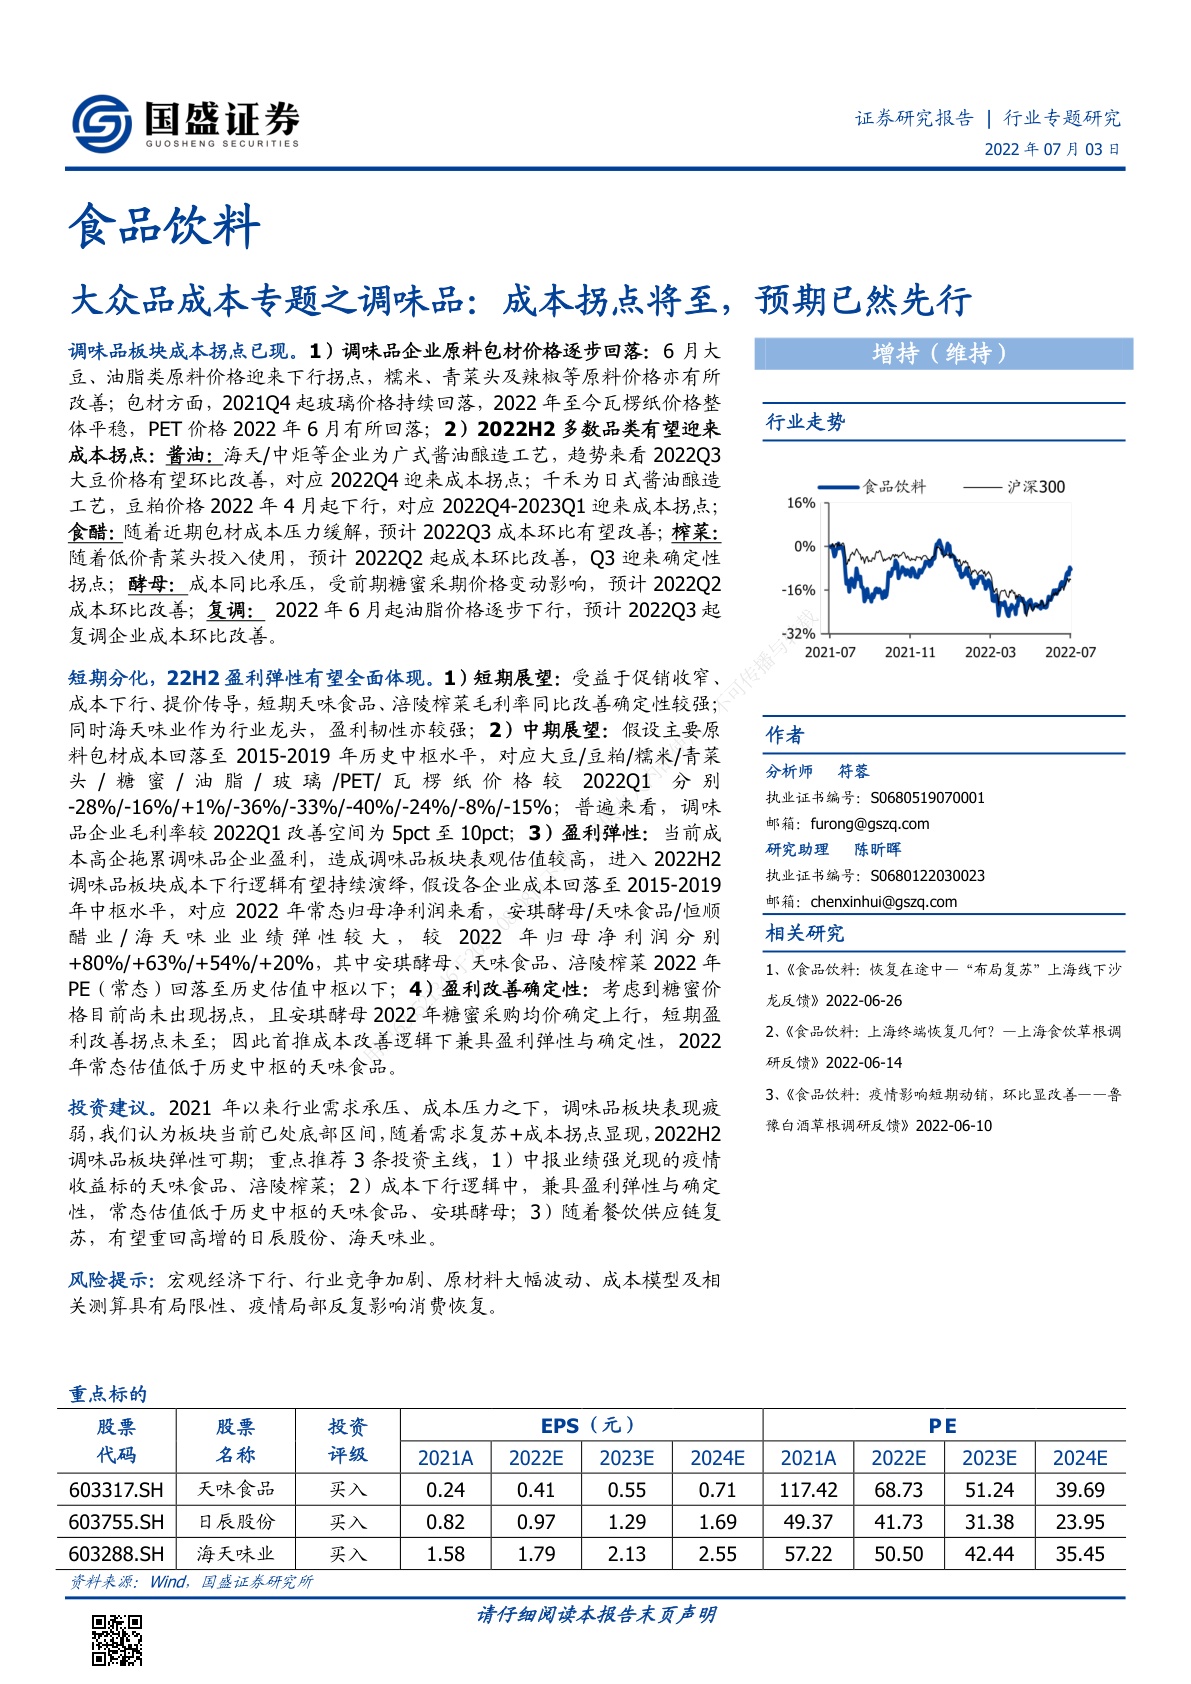 国盛证券
GUOSHENG SECURITIES
证券研究报告 | 行业专题研究
2022 年 07 月 03 日
食品饮料
大众品成本专题之调味品：成本拐点将至，预期已然先行
调味品板块成本拐点已现。1）调味品企业原料包材价格逐步回落：6 月大
豆、油脂类原料价格迎来下行拐点，糯米、青菜头及辣椒等原料价格亦有所
改善；包材方面，2021Q4 起玻璃价格持续回落，2022 年至今瓦楞纸价格整
体平稳，PET 价格 2022 年 6 月有所回落；2）2022H2 多数品类有望迎来
成本拐点：酱油：海天/中炬等企业为广式酱油酿造工艺，趋势来看 2022Q3
大豆价格有望环比改善，对应 2022Q4 迎来成本拐点；千禾为日式酱油酿造
工艺，豆粕价格 2022 年 4 月起下行，对应 2022Q4-2023Q1 迎来成本拐点；
食醋：随着近期包材成本压力缓解，预计 2022Q3 成本环比有望改善；榨菜：
随着低价青菜头投入使用，预计 2022Q2 起成本环比改善，Q3 迎来确定性
拐点；酵母：成本同比承压，受前期糖蜜采期价格变动影响，预计 2022Q2
成本环比改善；复调： 2022 年 6 月起油脂价格逐步下行，预计 2022Q3 起
复调企业成本环比改善。
短期分化，22H2 盈利弹性有望全面体现。1）短期展望：受益于促销收窄、
成本下行、提价传导，短期天味食品、涪陵榨菜毛利率同比改善确定性较强；
同时海天味业作为行业龙头，盈利韧性亦较强；2）中期展望：假设主要原
料包材成本回落至 2015-2019 年历史中枢水平，对应大豆/豆粕/糯米/青菜
头/糖蜜/油脂/玻璃/PET/瓦楞纸价格较 2022Q1 分别
-28%/-16%/+1%/-36%/-33%/-40%/-24%/-8%/-15%；普遍来看，调味
品企业毛利率较 2022Q1 改善空间为 5pct 至 10pct；3）盈利弹性：当前成
本高企拖累调味品企业盈利，造成调味品板块表观估值较高，进入 2022H2
调味品板块成本下行逻辑有望持续演绎，假设各企业成本回落至 2015-2019
年中枢水平，对应 2022 年常态归母净利润来看，安琪酵母/天味食品/恒顺
醋业/海天味业业绩弹性较大，较 2022 年归母净利润分别
+80%/+63%/+54%/+20%，其中安琪酵母、天味食品、涪陵榨菜 2022 年
PE（常态）回落至历史估值中枢以下；4）盈利改善确定性：考虑到糖蜜价
格目前尚未出现拐点，且安琪酵母 2022 年糖蜜采购均价确定上行，短期盈
利改善拐点未至；因此首推成本改善逻辑下兼具盈利弹性与确定性，2022
年常态估值低于历史中枢的天味食品。
投资建议。2021 年以来行业需求承压、成本压力之下，调味品板块表现疲
弱，我们认为板块当前已处底部区间，随着需求复苏+成本拐点显现，2022H2
调味品板块弹性可期；重点推荐 3 条投资主线，1）中报业绩强兑现的疫情
收益标的天味食品、涪陵榨菜；2）成本下行逻辑中，兼具盈利弹性与确定
性，常态估值低于历史中枢的天味食品、安琪酵母；3）随着餐饮供应链复
苏，有望重回高增的日辰股份、海天味业。
风险提示：宏观经济下行、行业竞争加剧、原材料大幅波动、成本模型及相
关测算具有局限性、疫情局部反复影响消费恢复。
增持（维持）
行业走势
食品饮料 沪深300
16%
0%
-16%
-32%
2021-07 2021-11 2022-03 2022-07
作者
分析师 符蓉
执业证书编号：S0680519070001
邮箱：furong@gszq.com
研究助理 陈昕晖
执业证书编号：S0680122030023
邮箱：chenxinhui@gszq.com
相关研究
1、《食品饮料：恢复在途中—“布局复苏”上海线下沙
龙反馈》2022-06-26
2、《食品饮料：上海终端恢复几何？—上海食饮草根调
研反馈》2022-06-14
3、《食品饮料：疫情影响短期动销，环比显改善——鲁
豫白酒草根调研反馈》2022-06-10
重点标的
股票 股票 投资 EPS（元） PE
代码 名称 评级 2021A 2022E 2023E 2024E 2021A 2022E 2023E 2024E
603317.SH 天味食品 买入 0.24 0.41 0.55 0.71 117.42 68.73 51.24 39.69
603755.SH 日辰股份 买入 0.82 0.97 1.29 1.69 49.37 41.73 31.38 23.95
603288.SH 海天味业 买入 1.58 1.79 2.13 2.55 57.22 50.50 42.44 35.45
资料来源：Wind，国盛证券研究所
请仔细阅读本报告末页声明